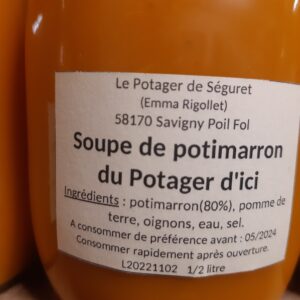 Le Potager de Séguret
(Emma Rigollet)
58170 Savigny Poil Fol
Soupe de potimarron
du Potager d'ici
Ingrédients : potimarron(80%), pomme de
terre, oignons, eau, sel.
A consommer de préférence avant : 05/2024
Consommer rapidement après ouverture.
L20221102 1/2 litre